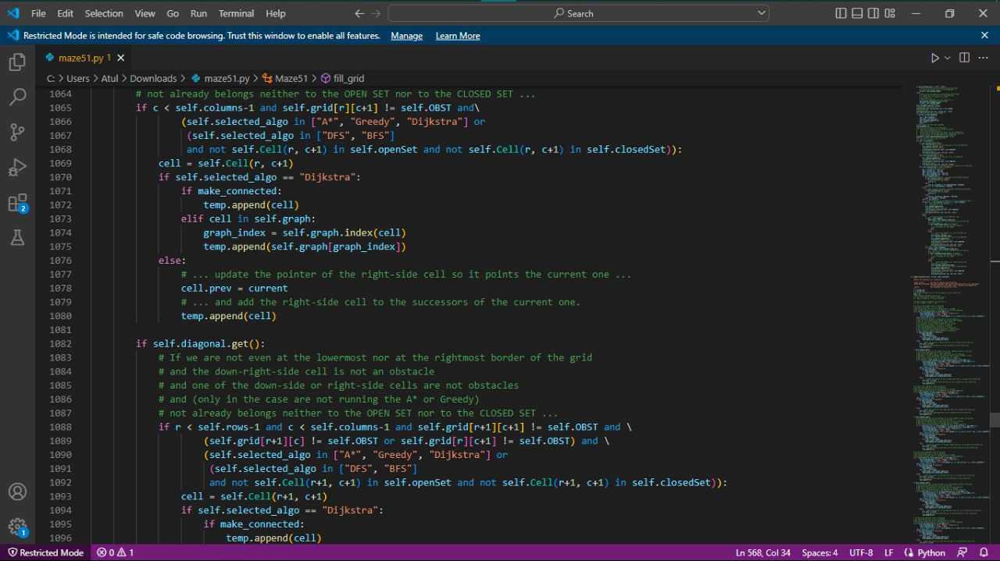 File Edit Selection View Go Run Terminal Help Search
Restricted Mode is intended for safe code browsing. Trust this window to enable all features. Manage Learn More
maze51.py 1
C: > Users > Atul > Downloads > maze51.py > Maze51 > fill_grid
1064 # not already belongs neither to the OPEN SET nor to the CLOSED SET ...
1065 if c < self.columns-1 and self.grid[r][c+1] != self.OBST and\
1066 (self.selected_algo in ["A*", "Greedy", "Dijkstra"] or
1067 (self.selected_algo in ["DFS", "BFS"]
1068 and not self.Cell(r, c+1) in self.openSet and not self.Cell(r, c+1) in self.closedSet)):
1069 cell = self.Cell(r, c+1)
1070 if self.selected_algo == "Dijkstra":
1071 if make_connected:
1072 temp.append(cell)
1073 elif cell in self.graph:
1074 graph_index = self.graph.index(cell)
1075 temp.append(self.graph[graph_index])
1076 else:
1077 # ... update the pointer of the right-side cell so it points the current one ...
1078 cell.prev = current
1079 # ... and add the right-side cell to the successors of the current one.
1080 temp.append(cell)
1081
1082 if self.diagonal.get():
1083 # If we are not even at the lowermost nor at the rightmost border of the grid
1084 # and the down-right-side cell is not an obstacle
1085 # and one of the down-side or right-side cells are not obstacles
1086 # and (only in the case are not running the A* or Greedy)
1087 # not already belongs neither to the OPEN SET nor to the CLOSED SET ...
1088 if r < self.rows-1 and c < self.columns-1 and self.grid[r+1][c+1] != self.OBST and \
1089 (self.grid[r+1][c] != self.OBST or self.grid[r][c+1] != self.OBST) and \
1090 (self.selected_algo in ["A*", "Greedy", "Dijkstra"] or
1091 (self.selected_algo in ["DFS", "BFS"]
1092 and not self.Cell(r+1, c+1) in self.openSet and not self.Cell(r+1, c+1) in self.closedSet)):
1093 cell = self.Cell(r+1, c+1)
1094 if self.selected_algo == "Dijkstra":
1095 if make_connected:
1096 temp.append(cell)
2
1
Restricted Mode 0 1 Ln 568, Col 34 Spaces: 4 UTF-8 LF Python